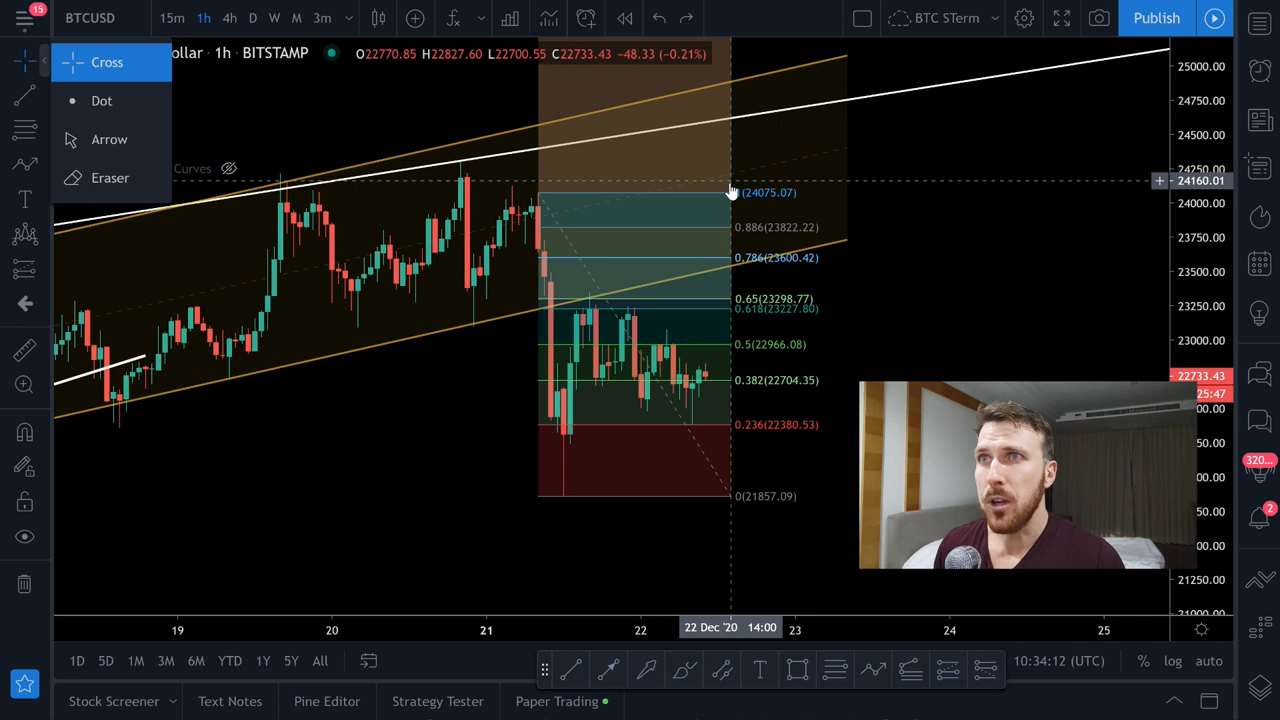 15
BTCUSD
15m 1h 4h D W M 3m
BTC STerm
Publish
Cross
Dot
Arrow
Eraser
ollar · 1h · BITSTAMP
O22770.85 H22827.60 L22700.55 C22733.43 −48.33 (−0.21%)
Curves
1(24075.07)
0.886(23822.22)
0.786(23600.42)
0.65(23298.77)
0.618(23227.80)
0.5(22966.08)
0.382(22704.35)
0.236(22380.53)
0(21857.09)
25000.00
24750.00
24500.00
24250.00
24160.01
24000.00
23750.00
23500.00
23250.00
23000.00
22733.43
25:47
00.00
50.00
00.00
50.00
00.00
21250.00
21000.00
19 20 21 22 22 Dec '20 14:00 23 24 25
1D 5D 1M 3M 6M YTD 1Y 5Y All
10:34:12 (UTC)
% log auto
Stock Screener
Text Notes
Pine Editor
Strategy Tester
Paper Trading
320...
2